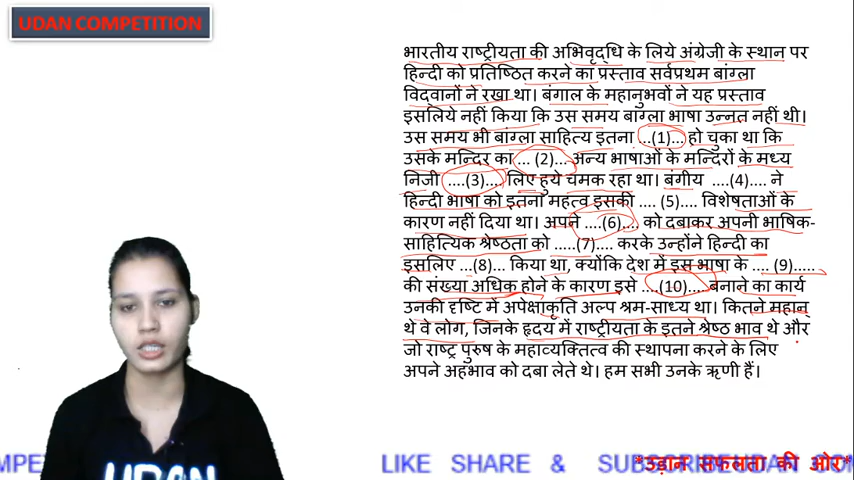 UDAN COMPETITION
भारतीय राष्ट्रीयता की अभिवृद्धि के लिये अंग्रेजी के स्थान पर
हिन्दी को प्रतिष्ठित करने का प्रस्ताव सर्वप्रथम बांग्ला
विद्वानों ने रखा था। बंगाल के महानुभवों ने यह प्रस्ताव
इसलिये नहीं किया कि उस समय बाग्ला भाषा उन्नत नहीं थी।
उस समय भी बांग्ला साहित्य इतना ...(1)... हो चुका था कि
उसके मन्दिर का ... (2)... अन्य भाषाओं के मन्दिरों के मध्य
निजी ....(3).... लिए हुये चमक रहा था। बंगीय ....(4).... ने
हिन्दी भाषा को इतना महत्व इसकी .... (5).... विशेषताओं के
कारण नहीं दिया था। अपने ....(6).... को दबाकर अपनी भाषिक-
साहित्यिक श्रेष्ठता को .....(7).... करके उन्होंने हिन्दी का
इसलिए ...(8)... किया था, क्योंकि देश में इस भाषा के .... (9).....
की संख्या अधिक होने के कारण इसे ....(10).... बनाने का कार्य
उनकी दृष्टि में अपेक्षाकृति अल्प श्रम-साध्य था। कितने महान्
थे वे लोग, जिनके हृदय में राष्ट्रीयता के इतने श्रेष्ठ भाव थे और
जो राष्ट्र पुरुष के महाव्यक्तित्व की स्थापना करने के लिए
अपने अहंभाव को दबा लेते थे। हम सभी उनके ऋणी हैं।
UDAN
LIKE SHARE & SUBSCRIBE
*उड़ान सफलता की ओर*